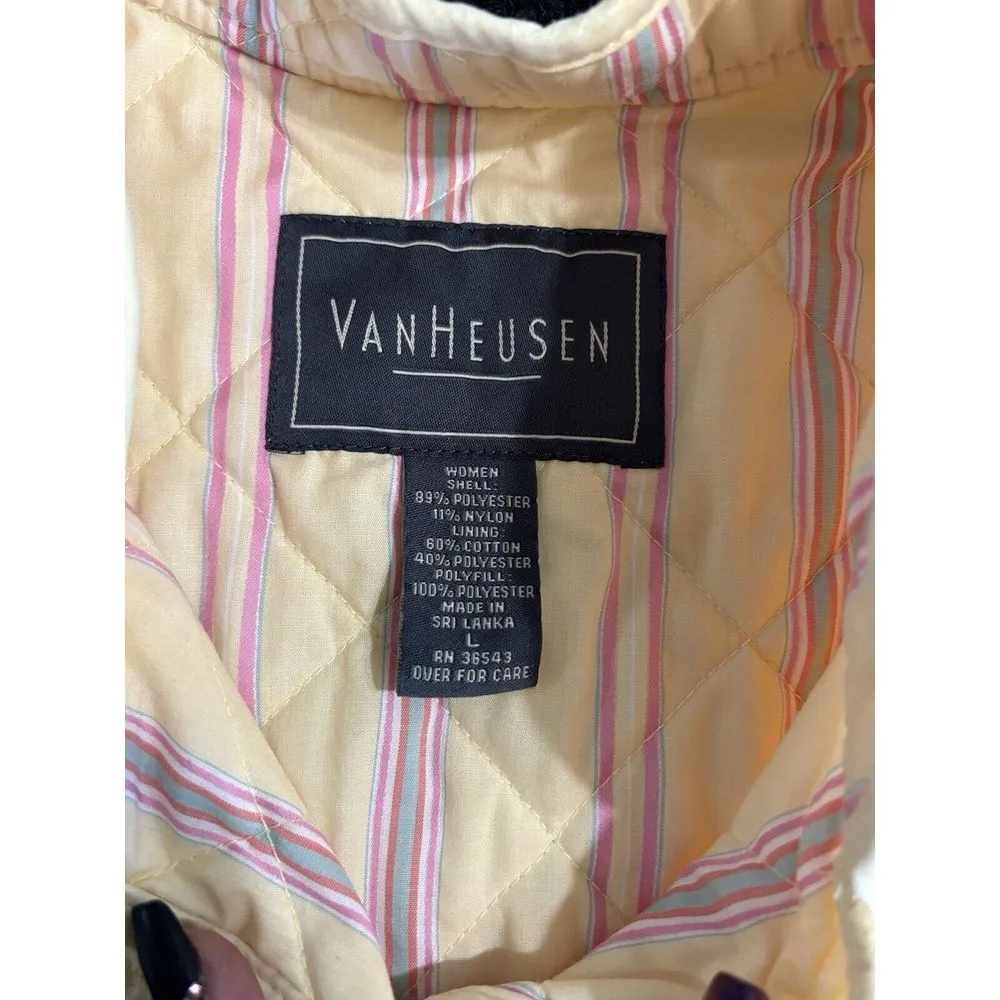 VANHEUSEN
WOMEN
SHELL:
89% POLYESTER
11% NYLON
LINING:
60% COTTON
40% POLYESTER
POLYFILL:
100% POLYESTER
MADE IN
SRI LANKA
L
RN 36543
OVER FOR CARE